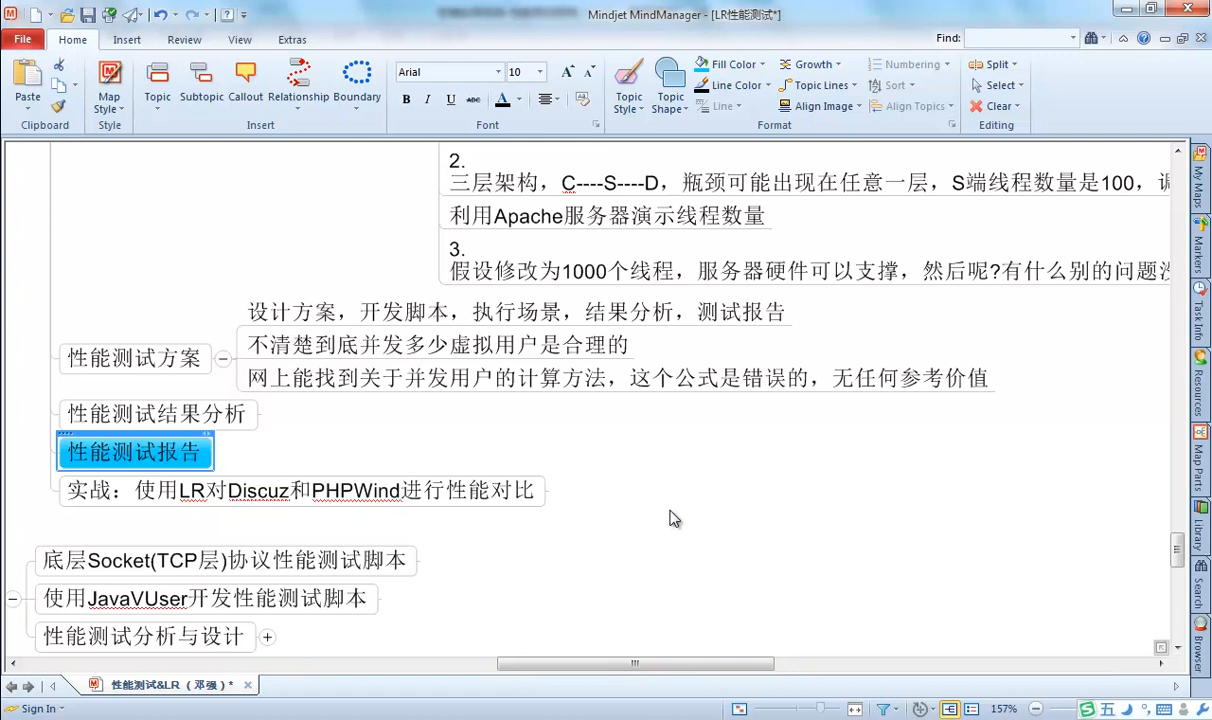 Mindjet MindManager - [LR性能测试*]
File
Home
Insert
Review
View
Extras
Find:
Paste
Clipboard
Map
Style
Style
Topic
Subtopic
Callout
Relationship
Boundary
Insert
Arial
10
B
I
U
abc
A
Font
Topic
Style
Topic
Shape
Fill Color
Line Color
Line
Growth
Topic Lines
Align Image
Numbering
Sort
Align Topics
Format
Split
Select
Clear
Editing
2.
三层架构，C----S----D，瓶颈可能出现在任意一层，S端线程数量是100，调
利用Apache服务器演示线程数量
3.
假设修改为1000个线程，服务器硬件可以支撑，然后呢?有什么别的问题没
设计方案，开发脚本，执行场景，结果分析，测试报告
性能测试方案
不清楚到底并发多少虚拟用户是合理的
网上能找到关于并发用户的计算方法，这个公式是错误的，无任何参考价值
性能测试结果分析
性能测试报告
实战：使用LR对Discuz和PHPWind进行性能对比
底层Socket(TCP层)协议性能测试脚本
使用JavaVUser开发性能测试脚本
性能测试分析与设计
My Maps
Markers
Task Info
Resources
Map Parts
Library
Search
Browser
性能测试&LR （邓强）*
Sign In
157%
五